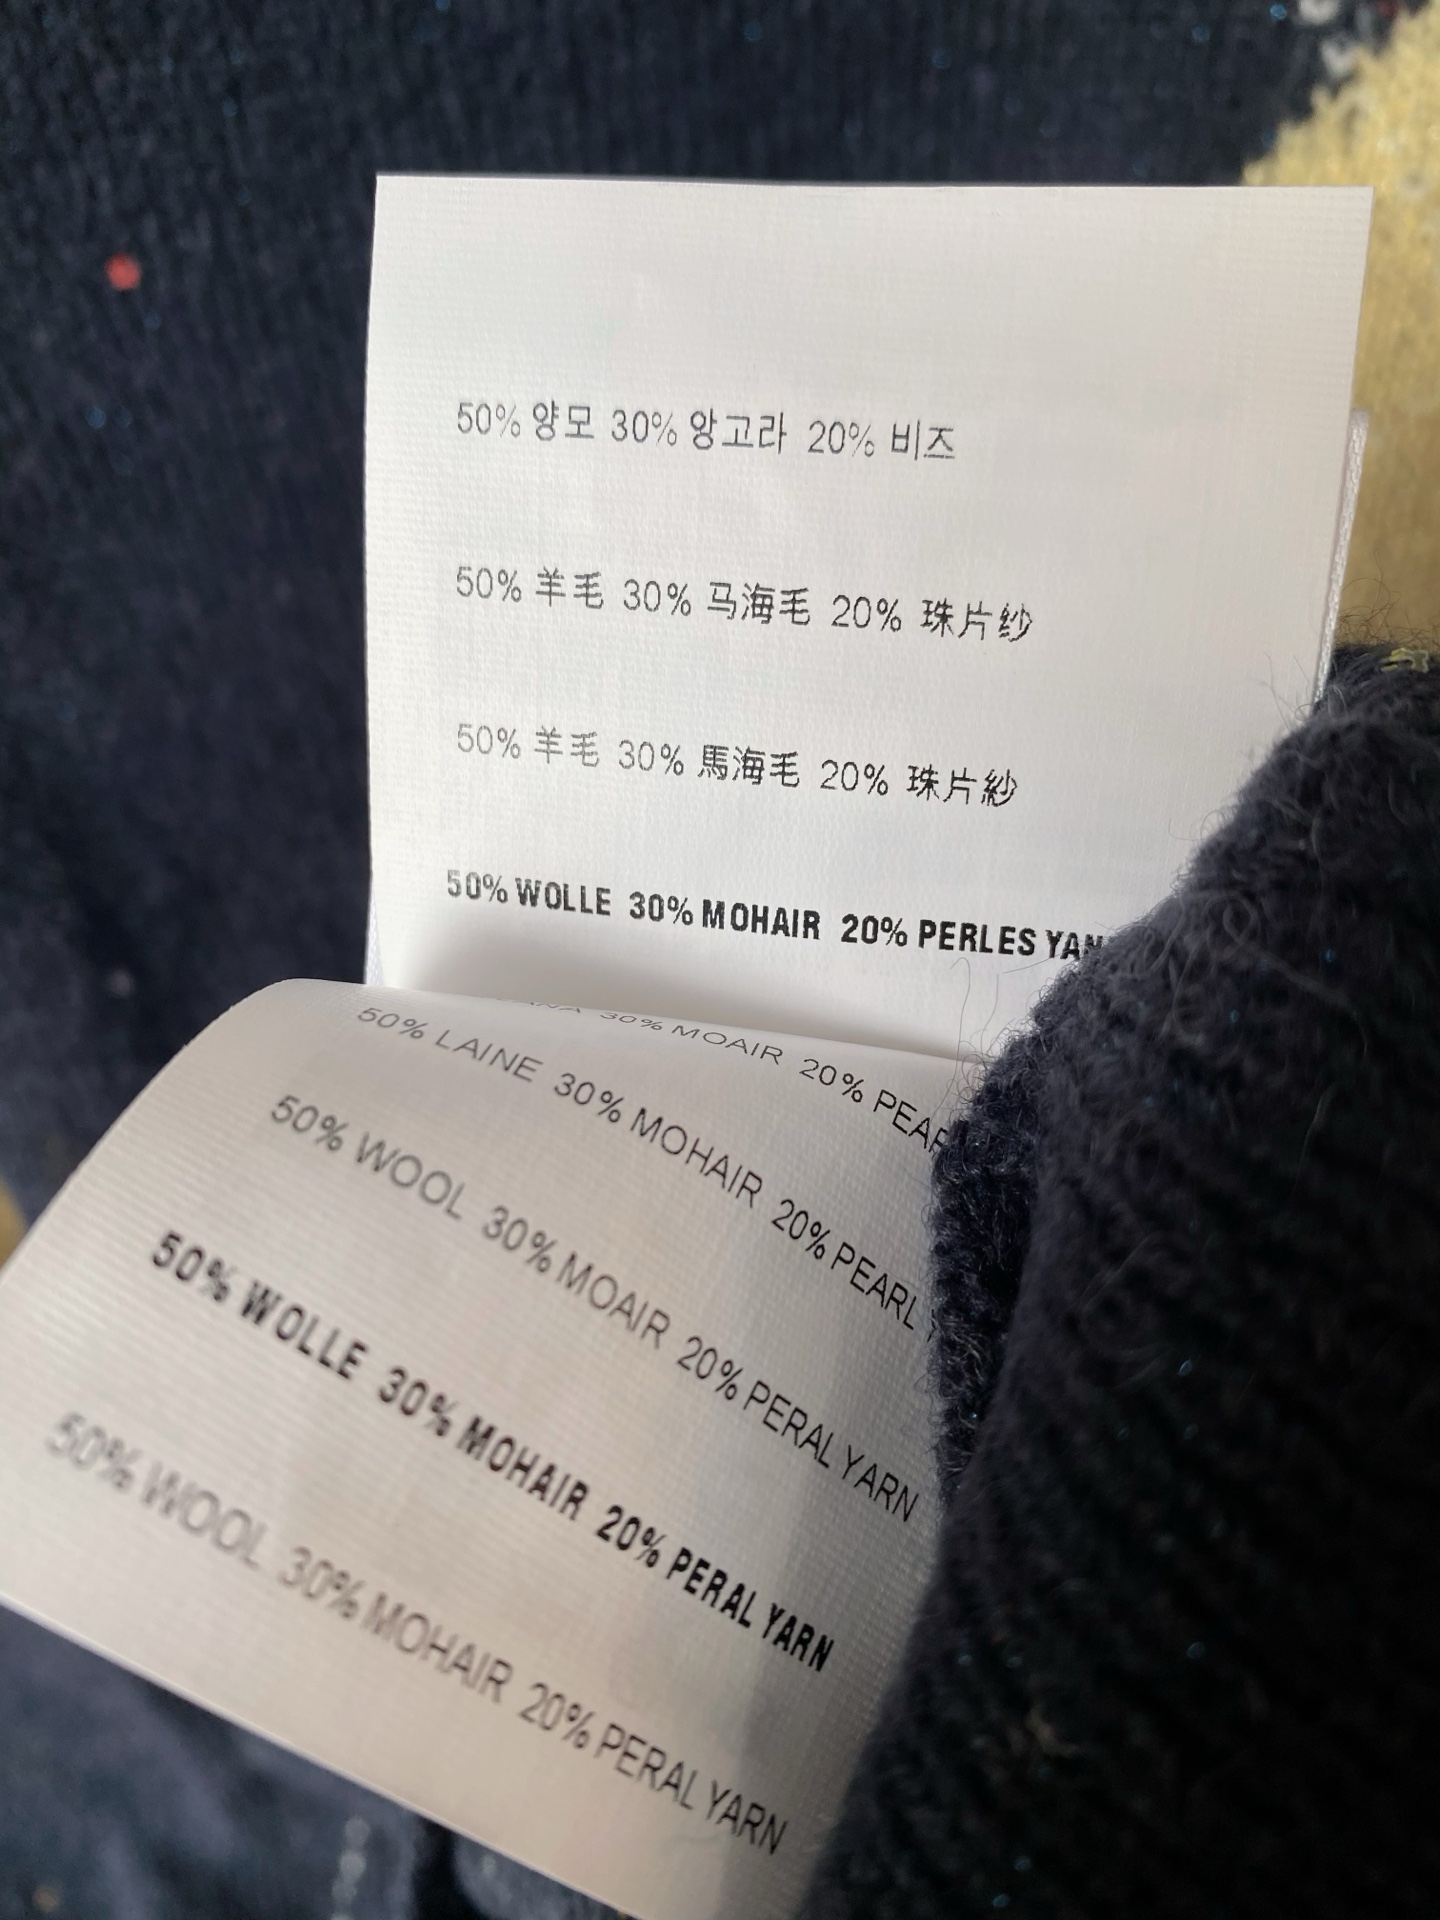 50% 양모 30% 앙고라 20% 비즈
50% 羊毛 30% 马海毛 20% 珠片纱
50% 羊毛 30% 馬海毛 20% 珠片紗
50% WOLLE 30% MOHAIR 20% PERLES
30% MOAIR 20%
50% LAINE 30% MOHAIR 20% PEARL
50% WOOL 30% MOAIR 20% PERAL YARN
50% WOLLE 30% MOHAIR 20% PERAL YARN
50% WOOL 30% MOHAIR 20% PERAL YARN